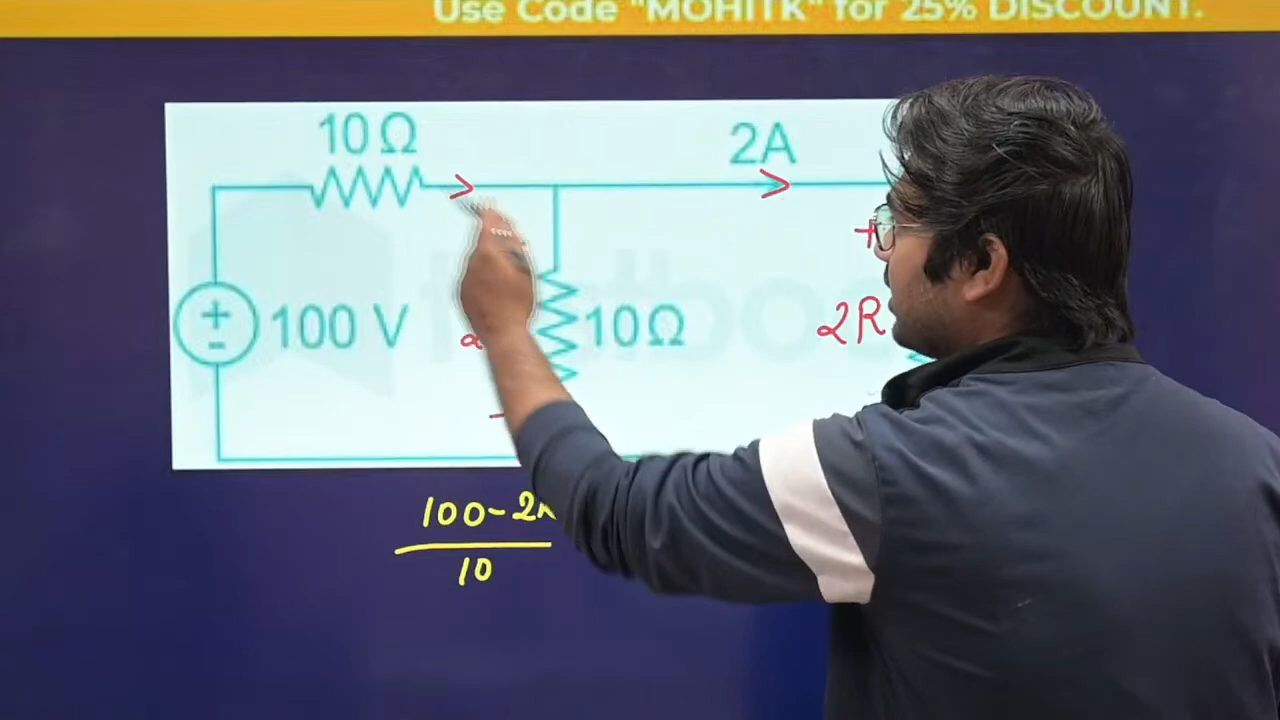 Use Code "MOHITK" for 25% DISCOUNT.
10 Ω
2A
+
+
-
100 V
10 Ω
2R
-
100-2R
10